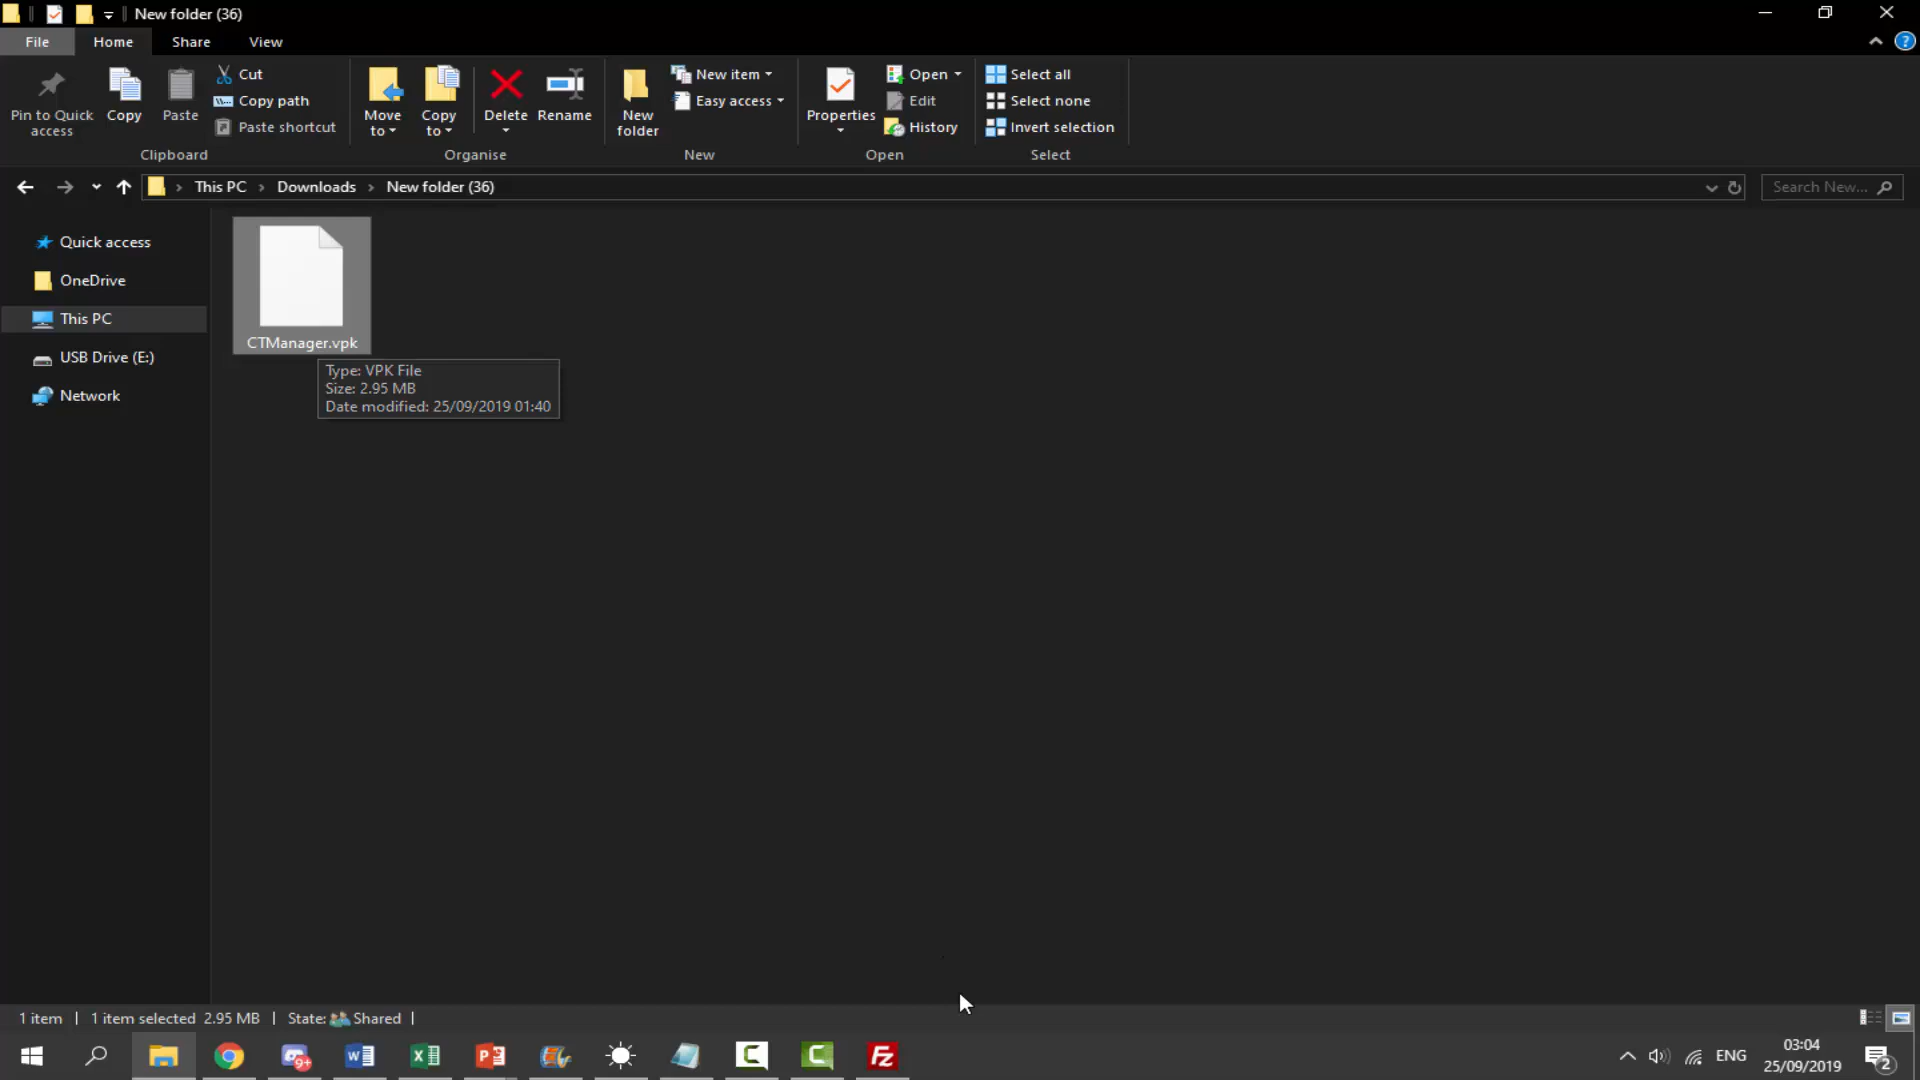 New folder (36)
File Home Share View
Pin to Quick access
Copy
Paste
Cut
Copy path
Paste shortcut
Clipboard
Move to
Copy to
Delete
Rename
Organise
New folder
New item
Easy access
New
Properties
Open
Edit
History
Open
Select all
Select none
Invert selection
Select
This PC > Downloads > New folder (36)
Search New...
Quick access
OneDrive
This PC
USB Drive (E:)
Network
CTManager.vpk
Type: VPK File
Size: 2.95 MB
Date modified: 25/09/2019 01:40
1 item | 1 item selected 2.95 MB | State: Shared |
9+
ENG
03:04
25/09/2019
2